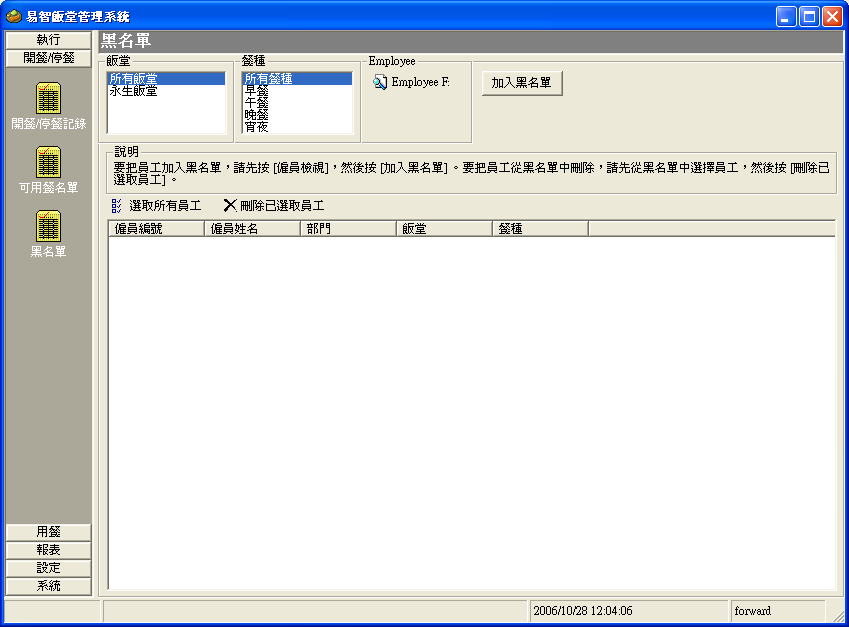 易智飯堂管理系統
執行
開餐/停餐
開餐/停餐記錄
可用餐名單
黑名單
用餐
報表
設定
系統
黑名單
飯堂
所有飯堂
永生飯堂
餐種
所有餐種
早餐
午餐
晚餐
宵夜
Employee
Employee F:
加入黑名單
說明
要把員工加入黑名單，請先按 [僱員檢視]，然後按 [加入黑名單] 。要把員工從黑名單中刪除，請先從黑名單中選擇員工，然後按 [刪除已
選取員工] 。
選取所有員工 刪除已選取員工
僱員編號 僱員姓名 部門 飯堂 餐種
2006/10/28 12:04:06 forward